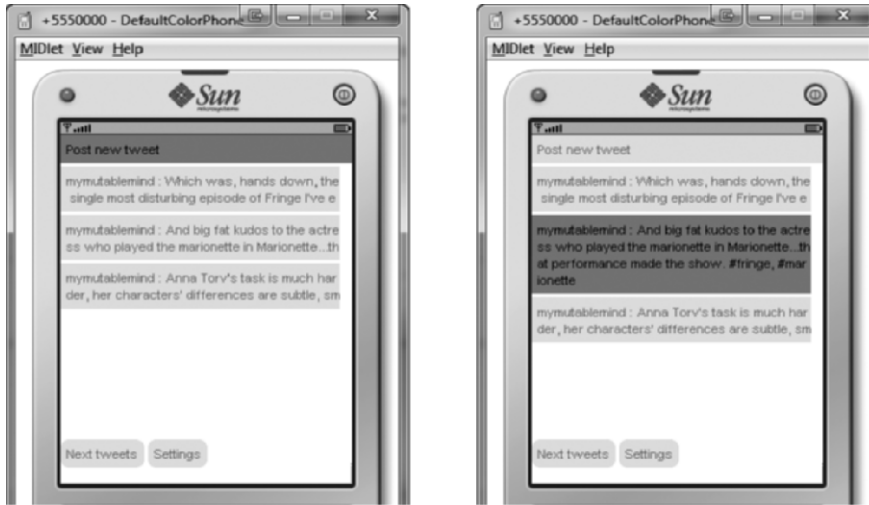 +5550000 - DefaultColorPhone
MIDlet View Help
Sun
microsystems
Post new tweet
mymutablemind : Which was, hands down, the
single most disturbing episode of Fringe I've e
mymutablemind : And big fat kudos to the actre
ss who played the marionette in Marionette...th
mymutablemind : Anna Torv's task is much har
der, her characters' differences are subtle, sm
Next tweets Settings
+5550000 - DefaultColorPhone
MIDlet View Help
Sun
microsystems
Post new tweet
mymutablemind : Which was, hands down, the
single most disturbing episode of Fringe I've e
mymutablemind : And big fat kudos to the actre
ss who played the marionette in Marionette...th
at performance made the show. #fringe, #mar
ionette
mymutablemind : Anna Torv's task is much har
der, her characters' differences are subtle, sm
Next tweets Settings